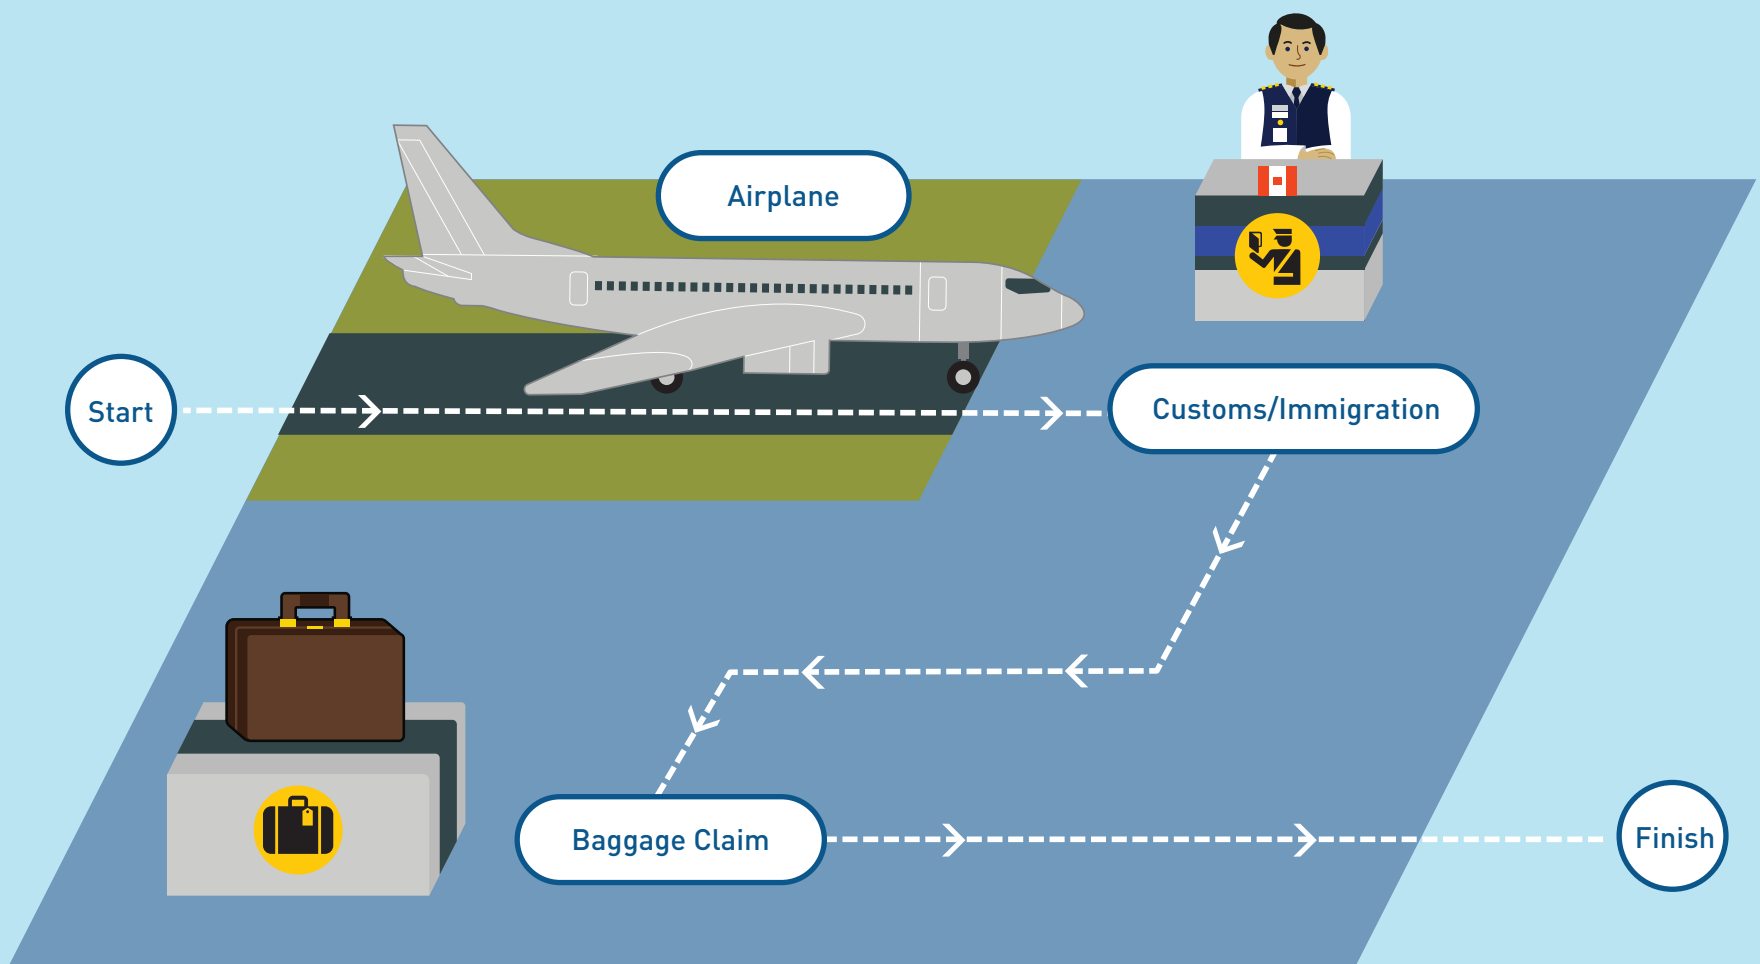 Airplane
Start
Customs/Immigration
Baggage Claim
Finish